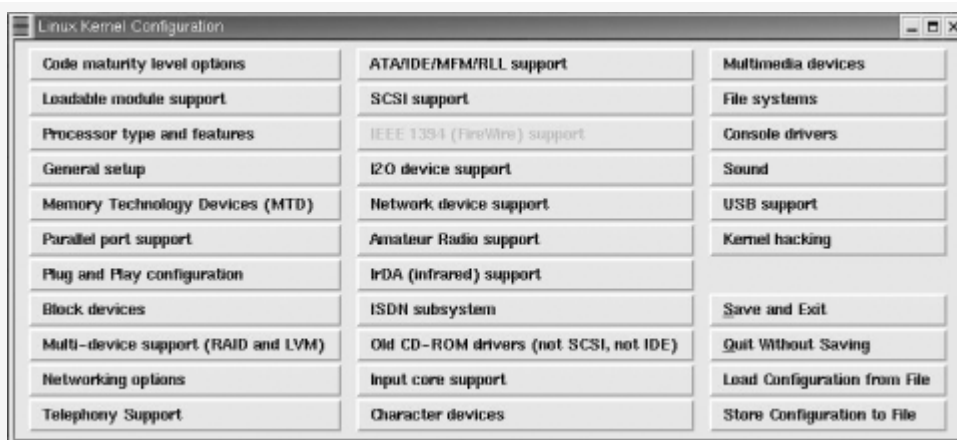 Linux Kernel Configuration
Code maturity level options
Loadable module support
Processor type and features
General setup
Memory Technology Devices (MTD)
Parallel port support
Plug and Play configuration
Block devices
Multi-device support (RAID and LVM)
Networking options
Telephony Support
ATA/IDE/MFM/RLL support
SCSI support
IEEE 1394 (FireWire) support
I2O device support
Network device support
Amateur Radio support
IrDA (infrared) support
ISDN subsystem
Old CD-ROM drivers (not SCSI, not IDE)
Input core support
Character devices
Multimedia devices
File systems
Console drivers
Sound
USB support
Kernel hacking
Save and Exit
Quit Without Saving
Load Configuration from File
Store Configuration to File